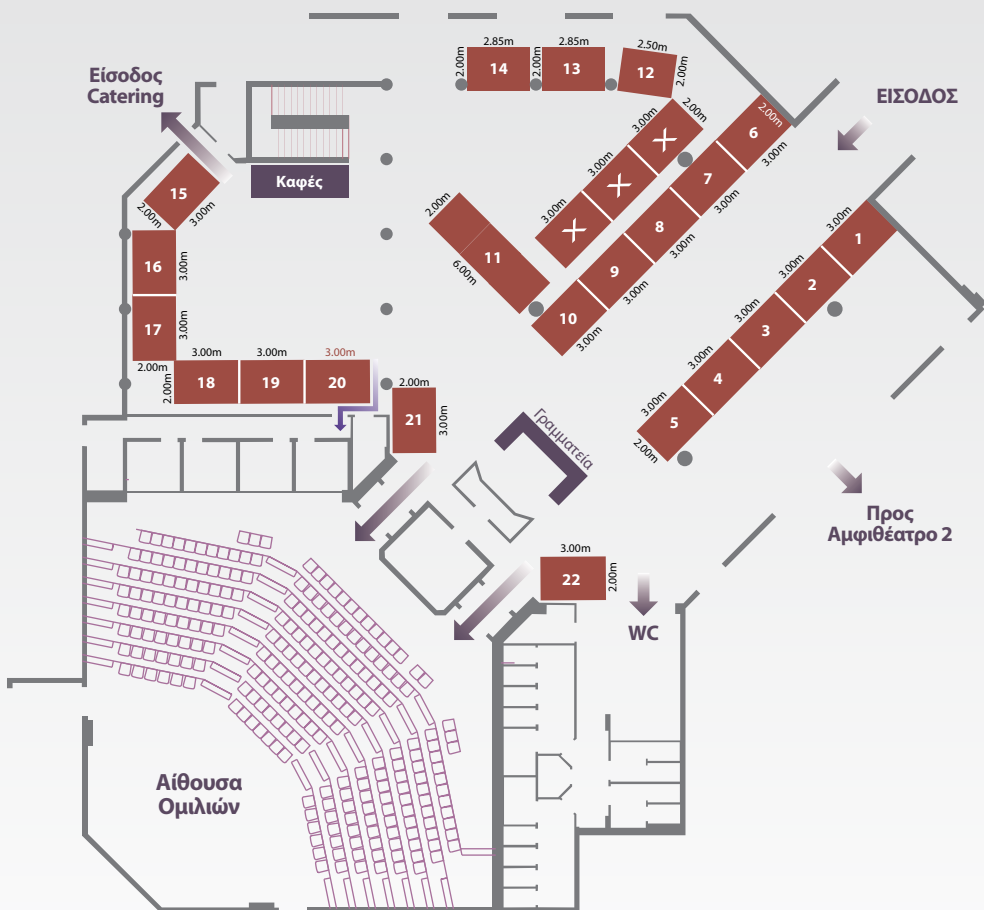 2.85m
2.85m
2.50m
2.00m
14
2.00m
13
12
2.00m
Είσοδος
Catering
ΕΙΣΟΔΟΣ
2.00m
3.00m
X
2.00m
6
3.00m
3.00m
X
7
3.00m
3.00m
X
8
3.00m
9
3.00m
10
3.00m
Καφές
15
2.00m
3.00m
2.00m
11
6.00m
3.00m
1
3.00m
2
3.00m
3
3.00m
4
3.00m
5
2.00m
16
3.00m
17
3.00m
2.00m
3.00m
3.00m
3.00m
2.00m
18
19
20
2.00m
21
3.00m
Γραμματεία
Προς
Αμφιθέατρο 2
3.00m
22
2.00m
WC
Αίθουσα
Ομιλιών